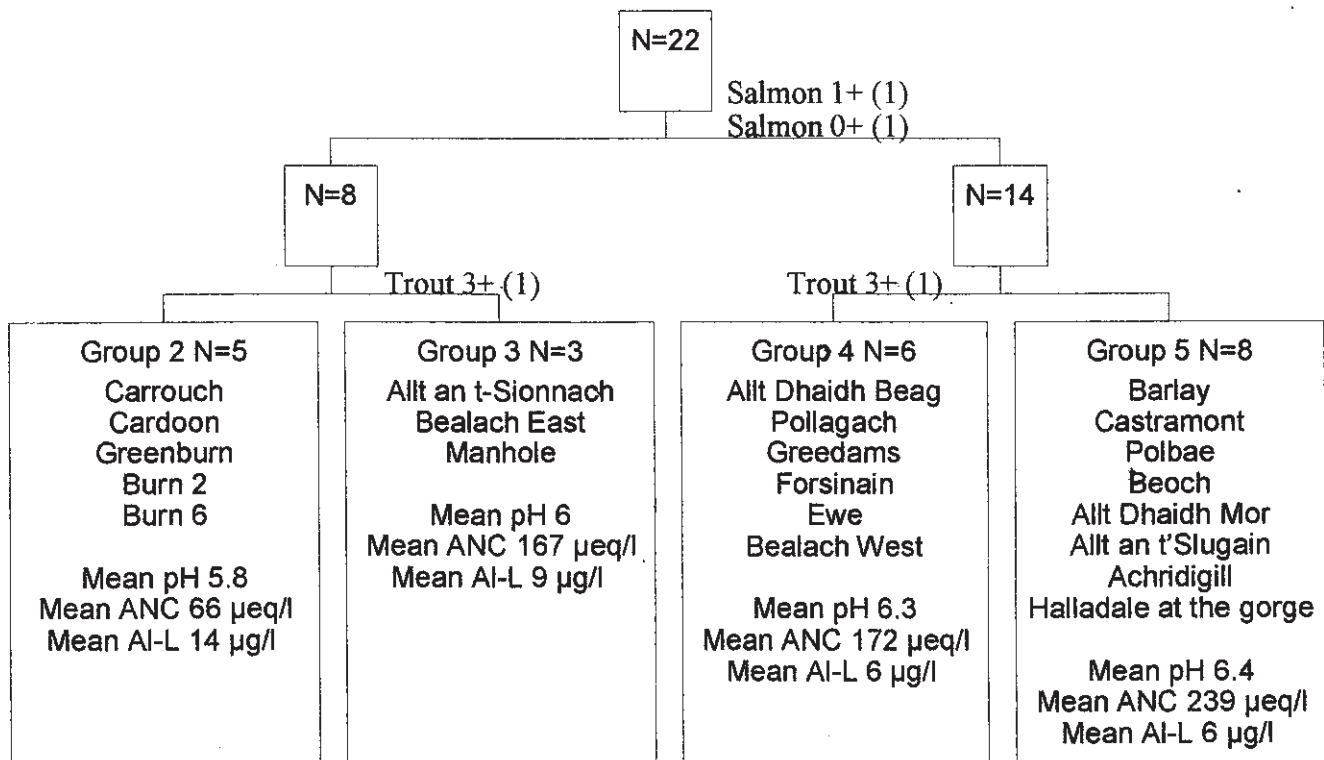 N=22
Salmon 1+ (1)
Salmon 0+ (1)
N=8
N=14
Trout 3+ (1)
Trout 3+ (1)
Group 2 N=5
Carrouch
Cardoon
Greenburn
Burn 2
Burn 6
Mean pH 5.8
Mean ANC 66 µeq/l
Mean Al-L 14 µg/l
Group 3 N=3
Allt an t-Sionnach
Bealach East
Manhole
Mean pH 6
Mean ANC 167 µeq/l
Mean Al-L 9 µg/l
Group 4 N=6
Allt Dhaidh Beag
Pollagach
Greedams
Forsinain
Ewe
Bealach West
Mean pH 6.3
Mean ANC 172 µeq/l
Mean Al-L 6 µg/l
Group 5 N=8
Barlay
Castramont
Polbae
Beoch
Allt Dhaidh Mor
Allt an t'Slugain
Achridigill
Halladale at the gorge
Mean pH 6.4
Mean ANC 239 µeq/l
Mean Al-L 6 µg/l